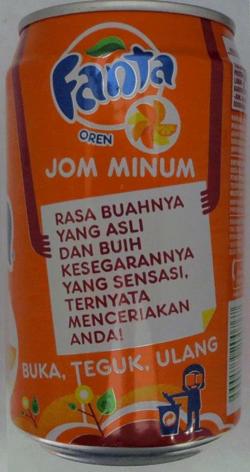 Fanta
OREN
JOM MINUM
RASA BUAHNYA
YANG ASLI
DAN BUIH
KESEGARANNYA
YANG SENSASI,
TERNYATA
MENCERIAKAN
ANDA!
BUKA, TEGUK, ULANG